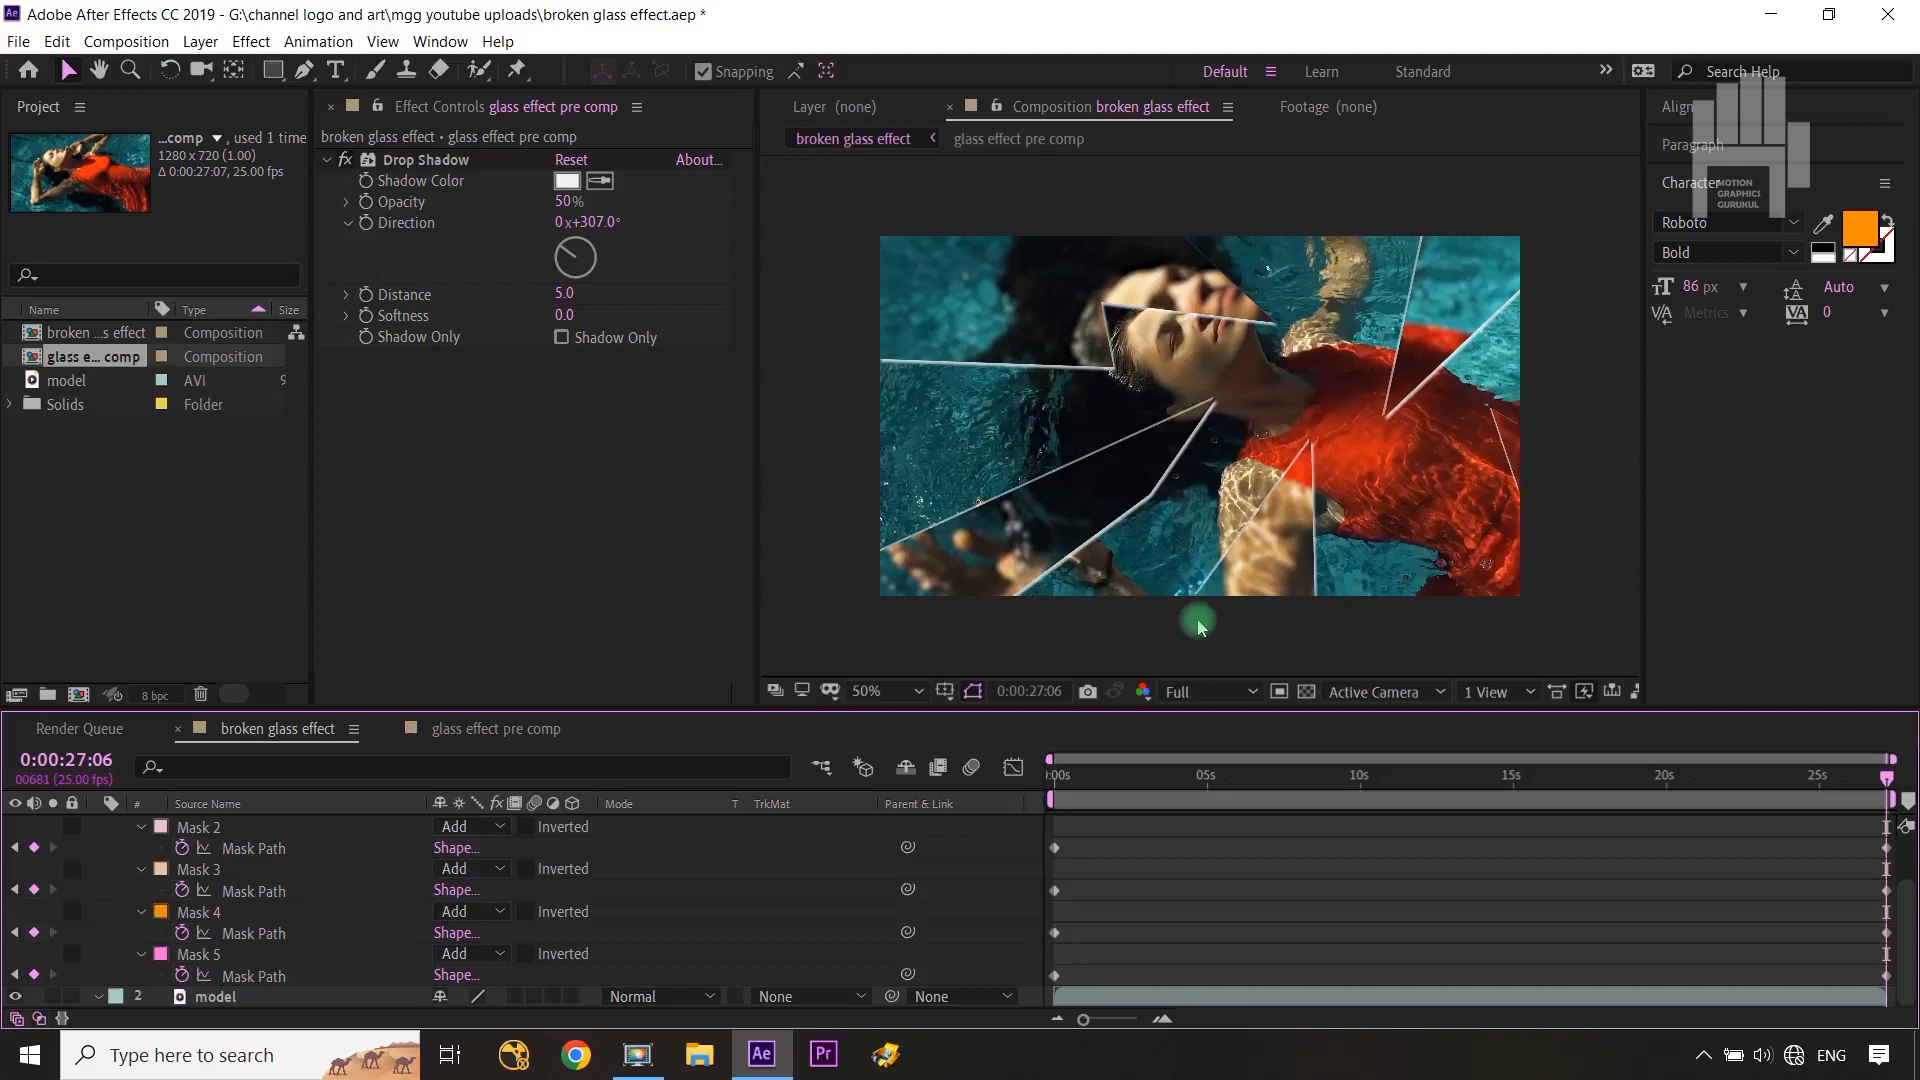 Adobe After Effects CC 2019 - G:\channel logo and art\mgg youtube uploads\broken glass effect.aep *
File Edit Composition Layer Effect Animation View Window Help
Snapping Default Learn Standard Search Help
Project
...comp , used 1 time
1280 x 720 (1.00)
Δ 0:00:27:07, 25.00 fps
Name Type Size
broken ...s effect Composition
glass e... comp Composition
model AVI 9
Solids Folder
8 bpc
Effect Controls glass effect pre comp
broken glass effect • glass effect pre comp
fx Drop Shadow Reset About...
Shadow Color
Opacity 50%
Direction 0x+307.0°
Distance 5.0
Softness 0.0
Shadow Only Shadow Only
Layer (none) Composition broken glass effect Footage (none)
broken glass effect glass effect pre comp
50% 0:00:27:06 Full Active Camera 1 View
Align
Paragraph
Character
MOTION
GRAPHICS
GURUKUL
Roboto
Bold
86 px Auto
Metrics 0
Render Queue broken glass effect glass effect pre comp
0:00:27:06
00681 (25.00 fps)
:00s 05s 10s 15s 20s 25s
# Source Name fx Mode T TrkMat Parent & Link
Mask 2 Add Inverted
Mask Path Shape...
Mask 3 Add Inverted
Mask Path Shape...
Mask 4 Add Inverted
Mask Path Shape...
Mask 5 Add Inverted
Mask Path Shape...
2 model Normal None None
Type here to search Ae Pr ENG